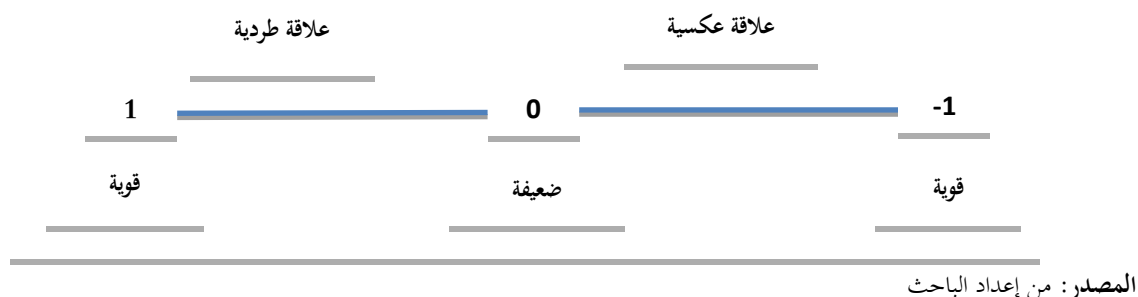 علاقة عكسية علاقة طردية
-1 0 1
قوية ضعيفة قوية
المصدر: من إعداد الباحث